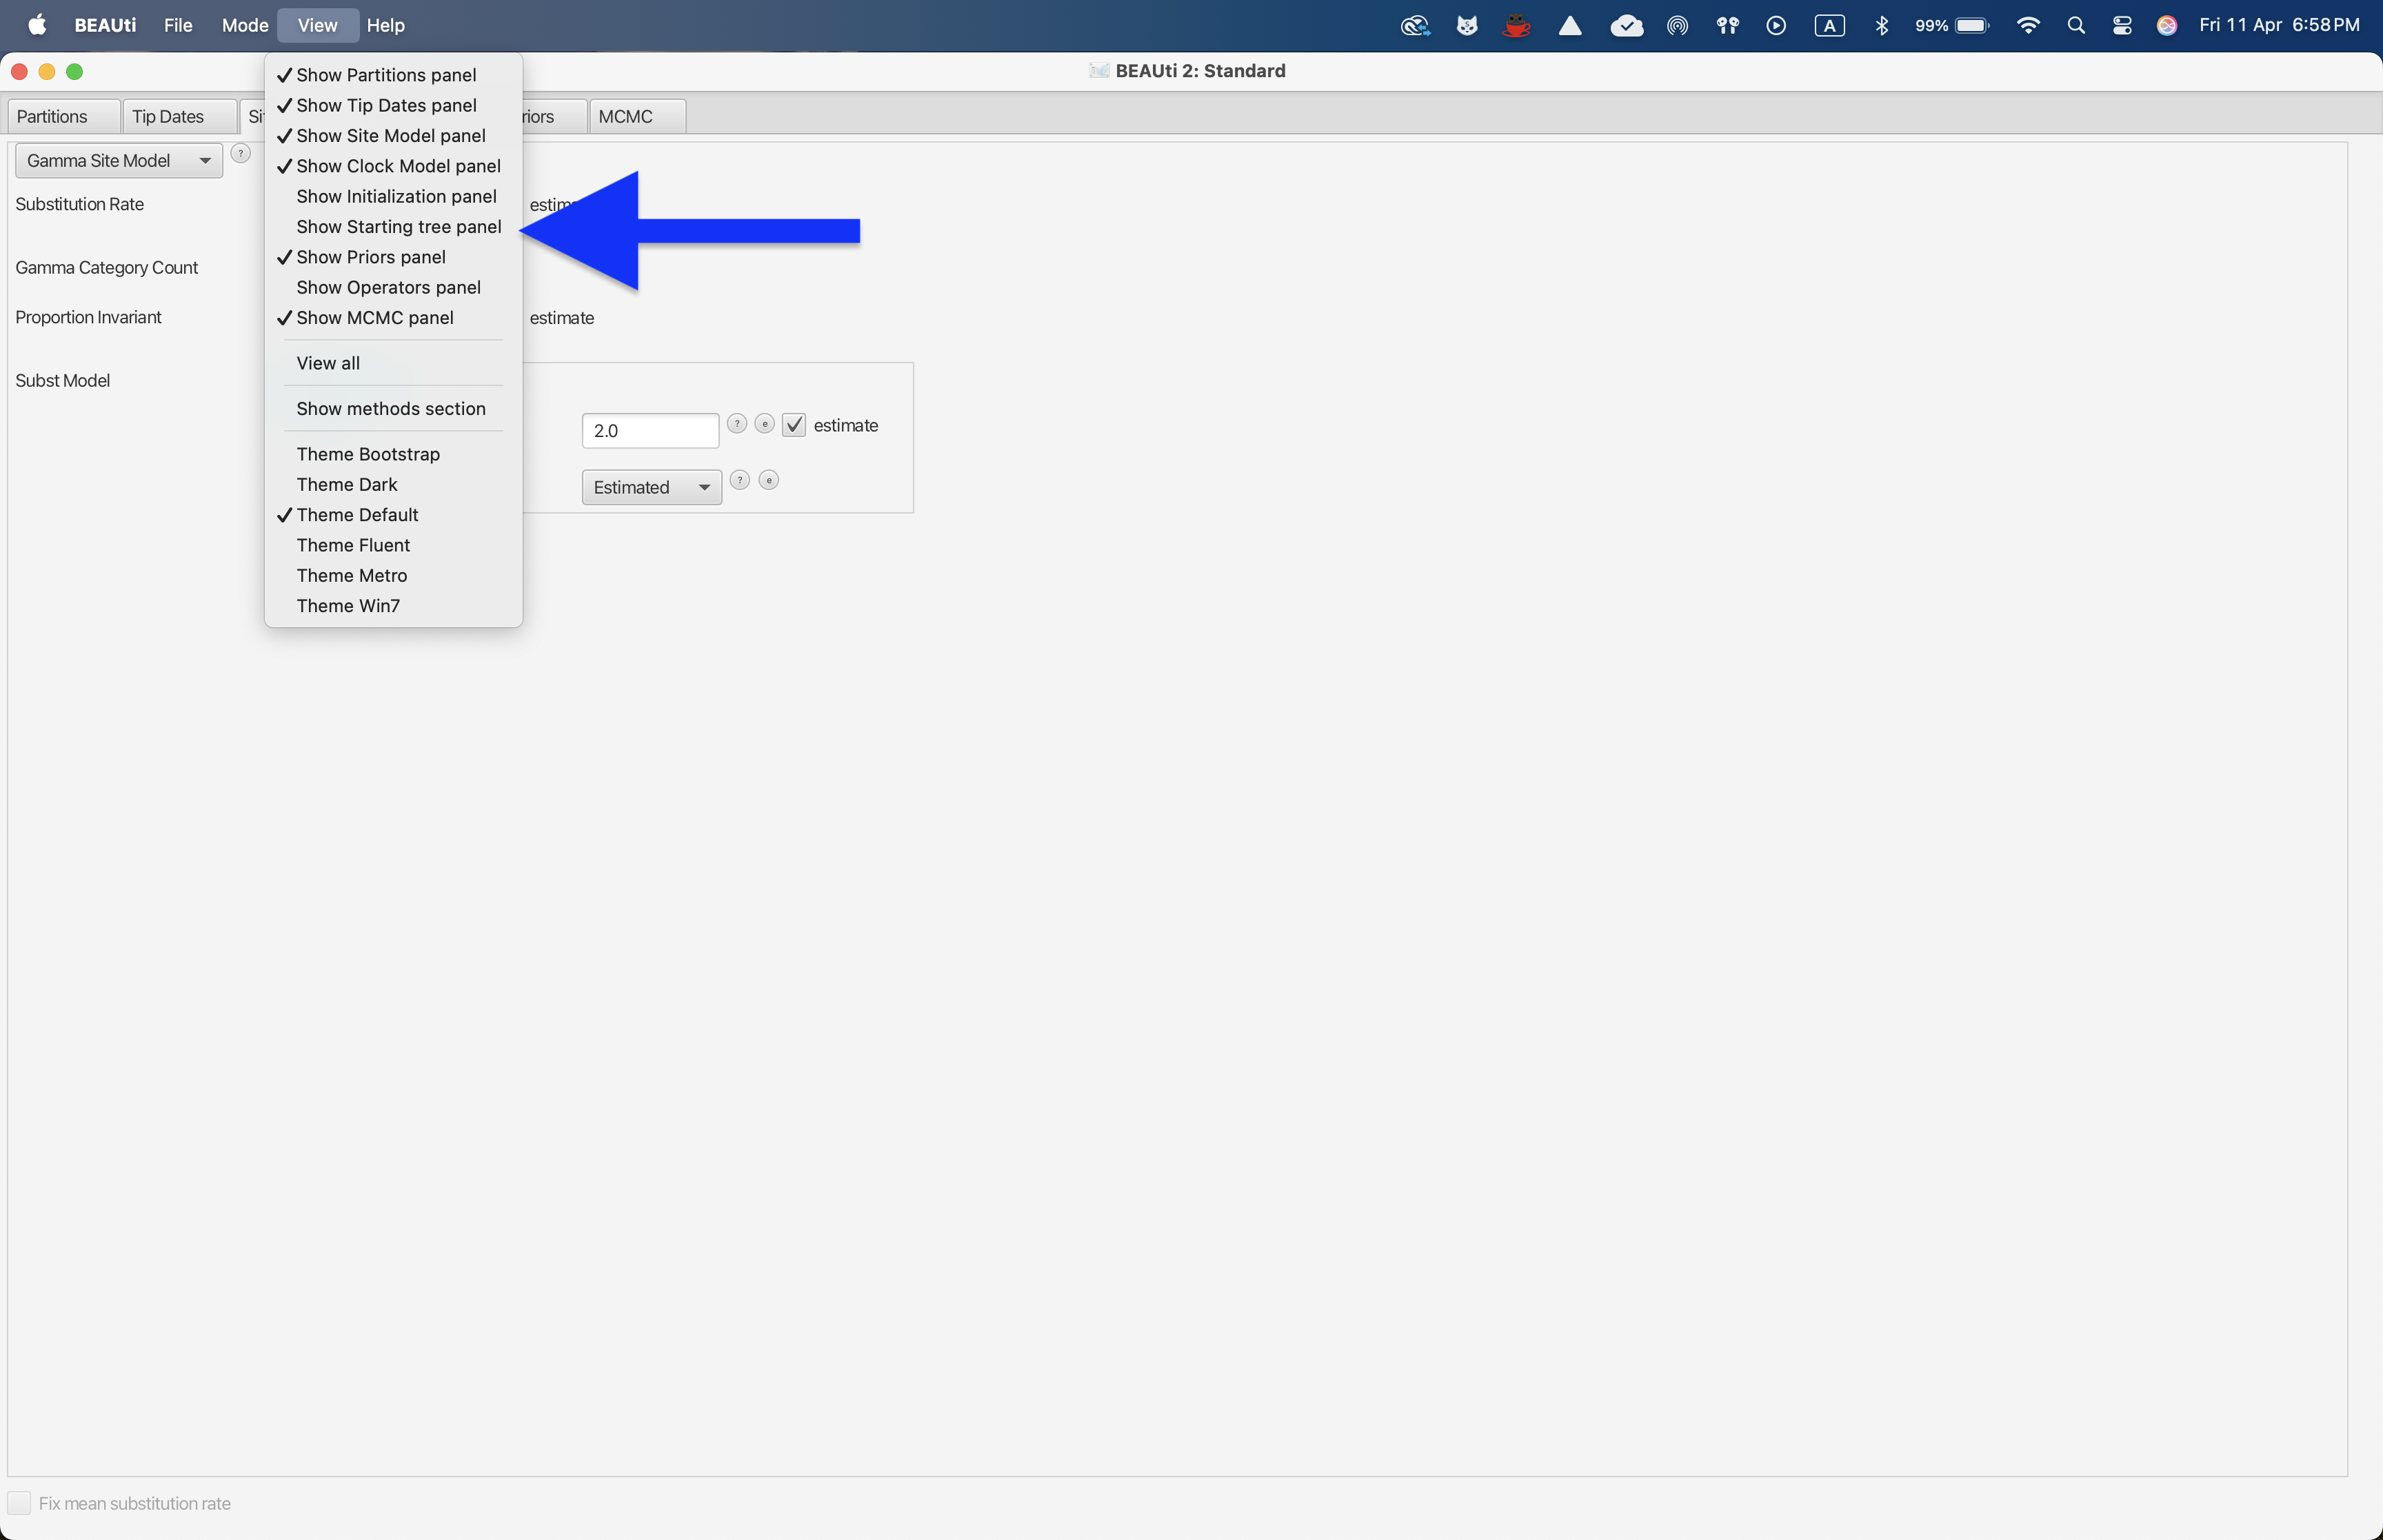 BEAUti File Mode View Help A 99% Fri 11 Apr 6:58 PM
BEAUti 2: Standard
Partitions Tip Dates Si riors MCMC
Show Partitions panel
Show Tip Dates panel
Show Site Model panel
Show Clock Model panel
Show Initialization panel
Show Starting tree panel
Show Priors panel
Show Operators panel
Show MCMC panel
View all
Show methods section
Theme Bootstrap
Theme Dark
Theme Default
Theme Fluent
Theme Metro
Theme Win7
Gamma Site Model ?
Substitution Rate estim
Gamma Category Count
Proportion Invariant estimate
Subst Model
2.0 ? e estimate
Estimated ? e
Fix mean substitution rate